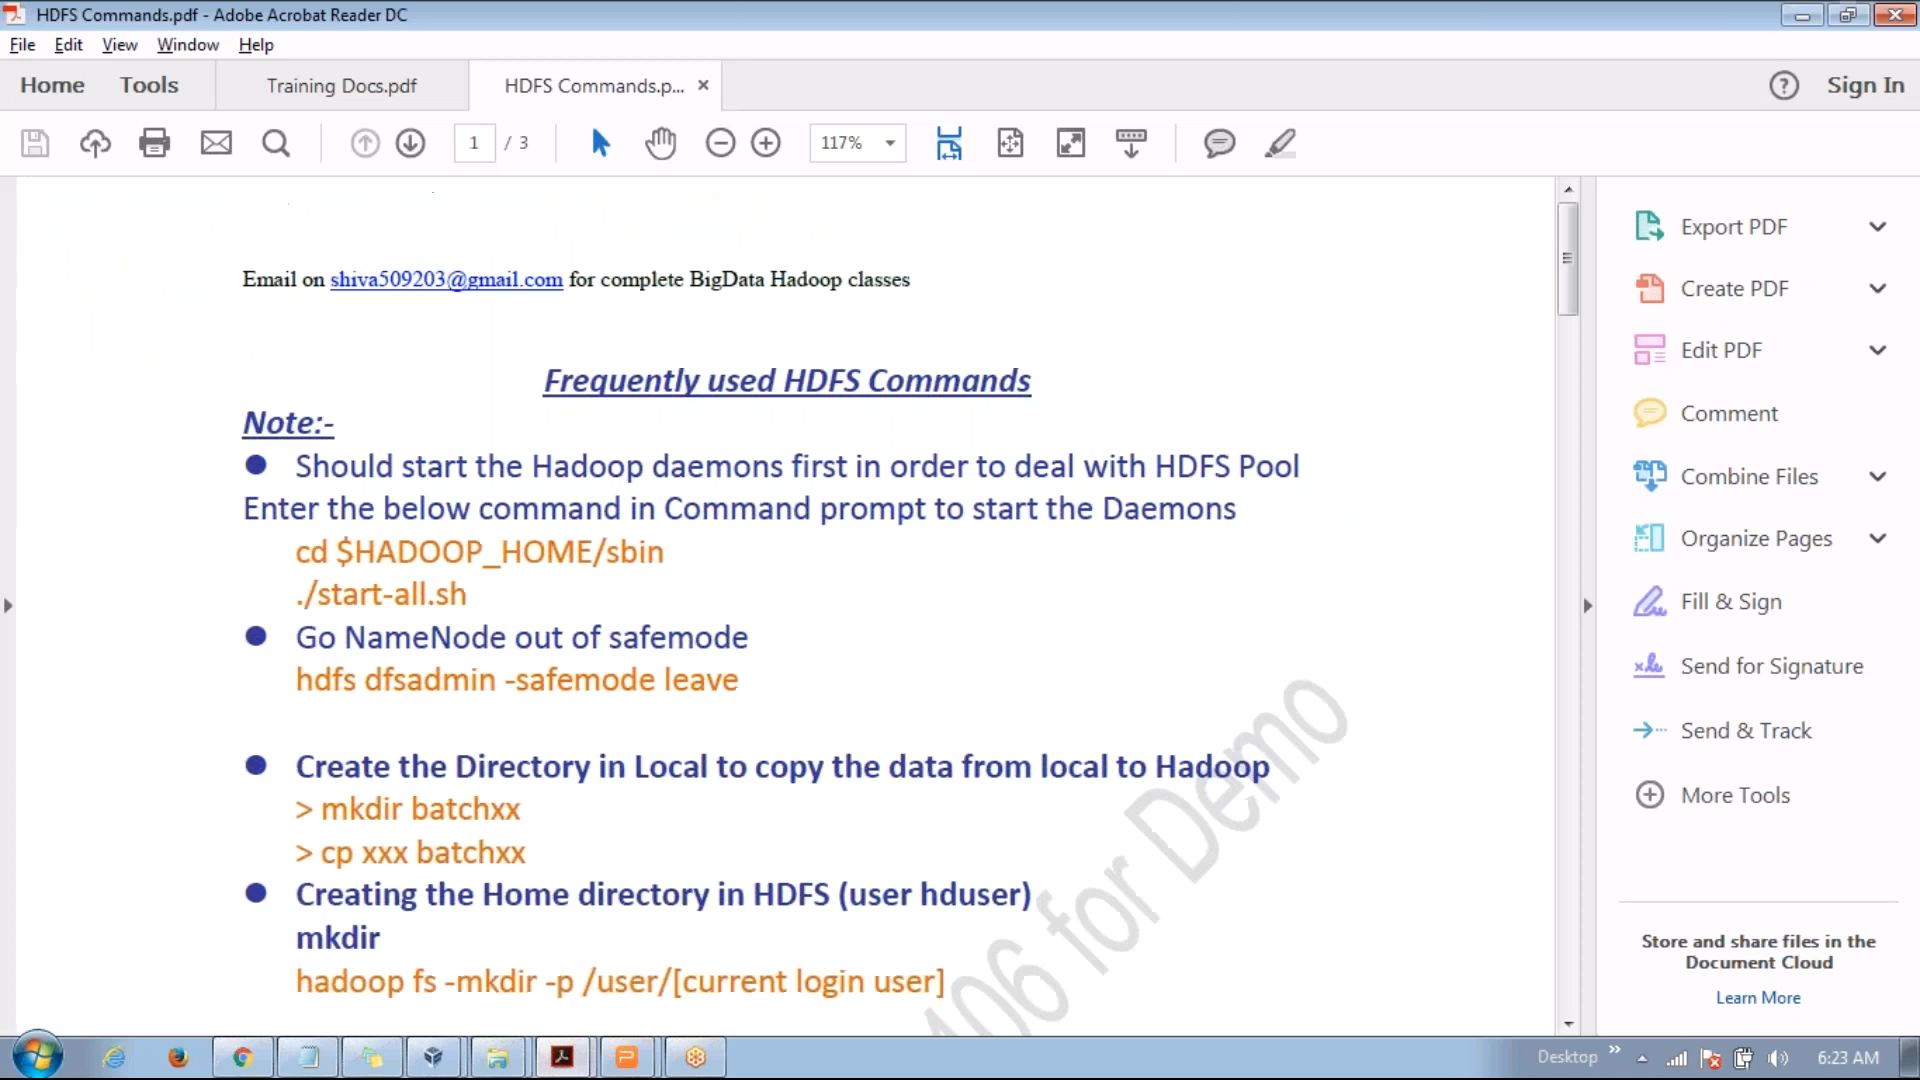 HDFS Commands.pdf - Adobe Acrobat Reader DC
File Edit View Window Help
Home Tools Training Docs.pdf HDFS Commands.p... Sign In
1 / 3 117%
Email on shiva509203@gmail.com for complete BigData Hadoop classes
Frequently used HDFS Commands
Note:-
Should start the Hadoop daemons first in order to deal with HDFS Pool
Enter the below command in Command prompt to start the Daemons
cd $HADOOP_HOME/sbin
./start-all.sh
Go NameNode out of safemode
hdfs dfsadmin -safemode leave
Create the Directory in Local to copy the data from local to Hadoop
> mkdir batchxx
> cp xxx batchxx
Creating the Home directory in HDFS (user hduser)
mkdir
hadoop fs -mkdir -p /user/[current login user]
406 for Demo
Export PDF
Create PDF
Edit PDF
Comment
Combine Files
Organize Pages
Fill & Sign
Send for Signature
Send & Track
More Tools
Store and share files in the
Document Cloud
Learn More
Desktop 6:23 AM